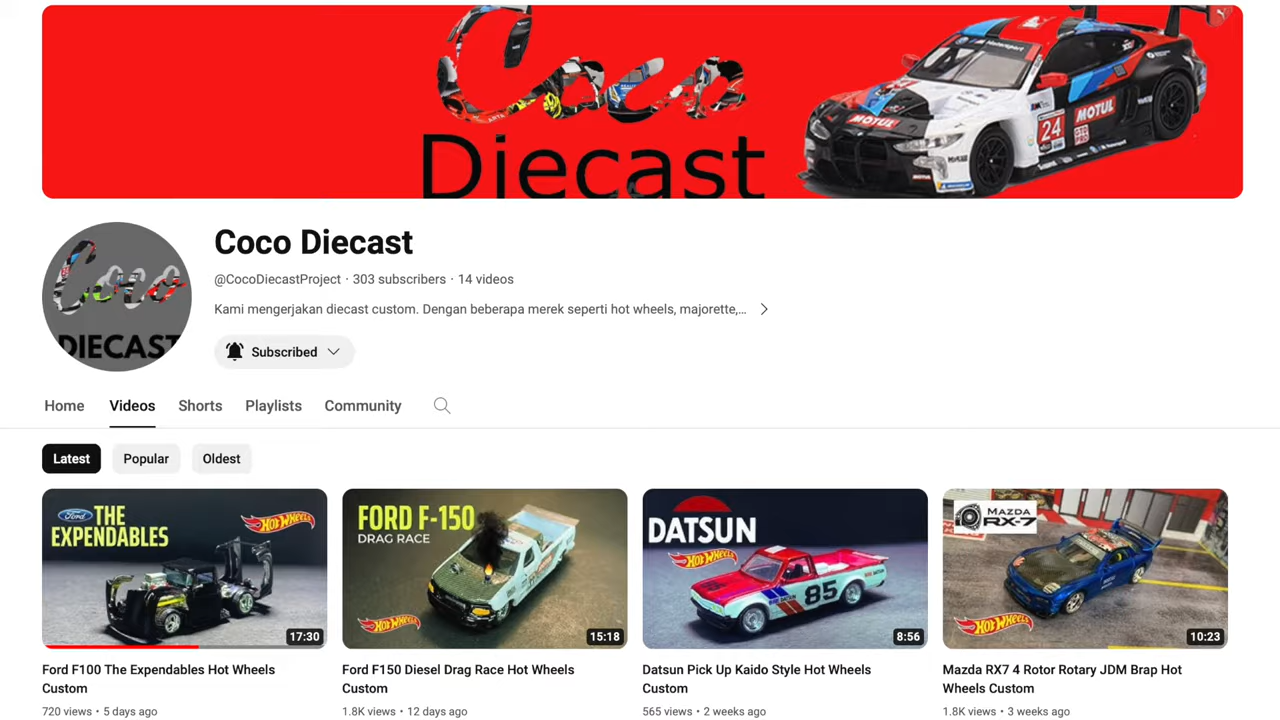 Coco
Diecast
MOTUL
24
MOTUL
Coco
DIECAST
Coco Diecast
@CocoDiecastProject · 303 subscribers · 14 videos
Kami mengerjakan diecast custom. Dengan beberapa merek seperti hot wheels, majorette,...
Subscribed
Home Videos Shorts Playlists Community
Latest Popular Oldest
Ford THE
EXPENDABLES
HOT WHEELS
17:30
FORD F-150
DRAG RACE
HOT WHEELS
15:18
DATSUN
HOT WHEELS
85
8:56
MAZDA
RX-7
HOT WHEELS
10:23
Ford F100 The Expendables Hot Wheels
Custom
720 views • 5 days ago
Ford F150 Diesel Drag Race Hot Wheels
Custom
1.8K views • 12 days ago
Datsun Pick Up Kaido Style Hot Wheels
Custom
565 views • 2 weeks ago
Mazda RX7 4 Rotor Rotary JDM Brap Hot
Wheels Custom
1.8K views • 3 weeks ago